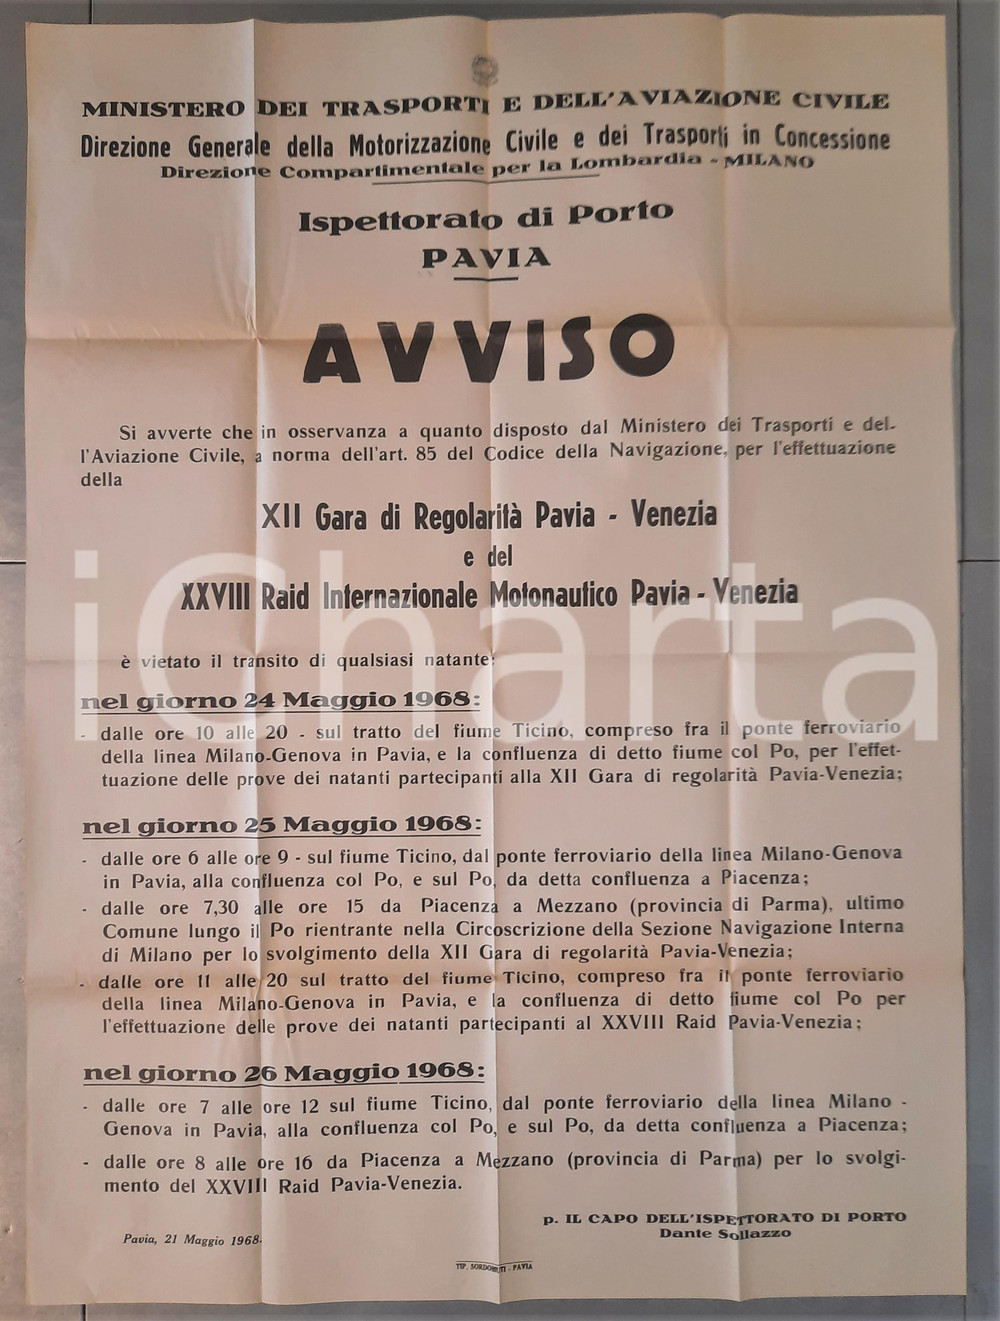 MINISTERO DEI TRASPORTI E DELL'AVIAZIONE CIVILE
Direzione Generale della Motorizzazione Civile e dei Trasporti in Concessione
Direzione Compartimentale per la Lombardia - MILANO
Ispettorato di Porto
PAVIA
AVVISO
Si avverte che in osservanza a quanto disposto dal Ministero dei Trasporti e del-
l'Aviazione Civile, a norma dell'art. 85 del Codice della Navigazione, per l'effettuazione
della
XII Gara di Regolarità Pavia - Venezia
e del
XXVIII Raid Internazionale Motonautico Pavia - Venezia
iCharta
è vietato il transito di qualsiasi natante:
nel giorno 24 Maggio 1968:
- dalle ore 10 alle 20 - sul tratto del fiume Ticino, compreso fra il ponte ferroviario
della linea Milano-Genova in Pavia, e la confluenza di detto fiume col Po, per l'effet-
tuazione delle prove dei natanti partecipanti alla XII Gara di regolarità Pavia-Venezia;
nel giorno 25 Maggio 1968:
- dalle ore 6 alle ore 9 - sul fiume Ticino, dal ponte ferroviario della linea Milano-Genova
in Pavia, alla confluenza col Po, e sul Po, da detta confluenza a Piacenza;
- dalle ore 7,30 alle ore 15 da Piacenza a Mezzano (provincia di Parma), ultimo
Comune lungo il Po rientrante nella Circoscrizione della Sezione Navigazione Interna
di Milano per lo svolgimento della XII Gara di regolarità Pavia-Venezia;
- dalle ore 11 alle 20 sul tratto del fiume Ticino, compreso fra il ponte ferroviario
della linea Milano-Genova in Pavia, e la confluenza di detto fiume col Po per
l'effettuazione delle prove dei natanti partecipanti al XXVIII Raid Pavia-Venezia;
nel giorno 26 Maggio 1968:
- dalle ore 7 alle ore 12 sul fiume Ticino, dal ponte ferroviario della linea Milano -
Genova in Pavia, alla confluenza col Po, e sul Po, da detta confluenza a Piacenza;
- dalle ore 8 alle ore 16 da Piacenza a Mezzano (provincia di Parma) per lo svolgi-
mento del XXVIII Raid Pavia-Venezia.
p. IL CAPO DELL'ISPETTORATO DI PORTO
Dante Sollazzo
Pavia, 21 Maggio 1968.
TIP. SORDOMUTI - PAVIA